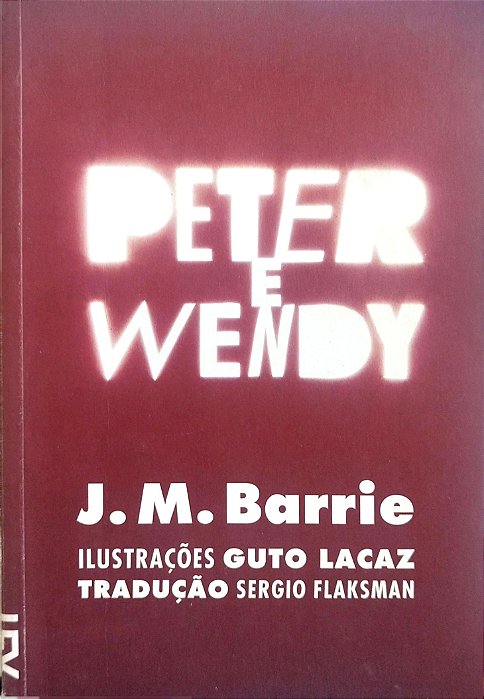 PETER
E
WENDY
J. M. Barrie
ILUSTRAÇÕES GUTO LACAZ
TRADUÇÃO SERGIO FLAKSMAN